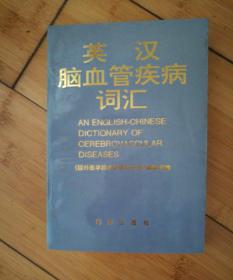 英汉
脑血管疾病
词汇
AN ENGLISH-CHINESE
DICTIONARY OF
CEREBROVASCULAR
DISEASES